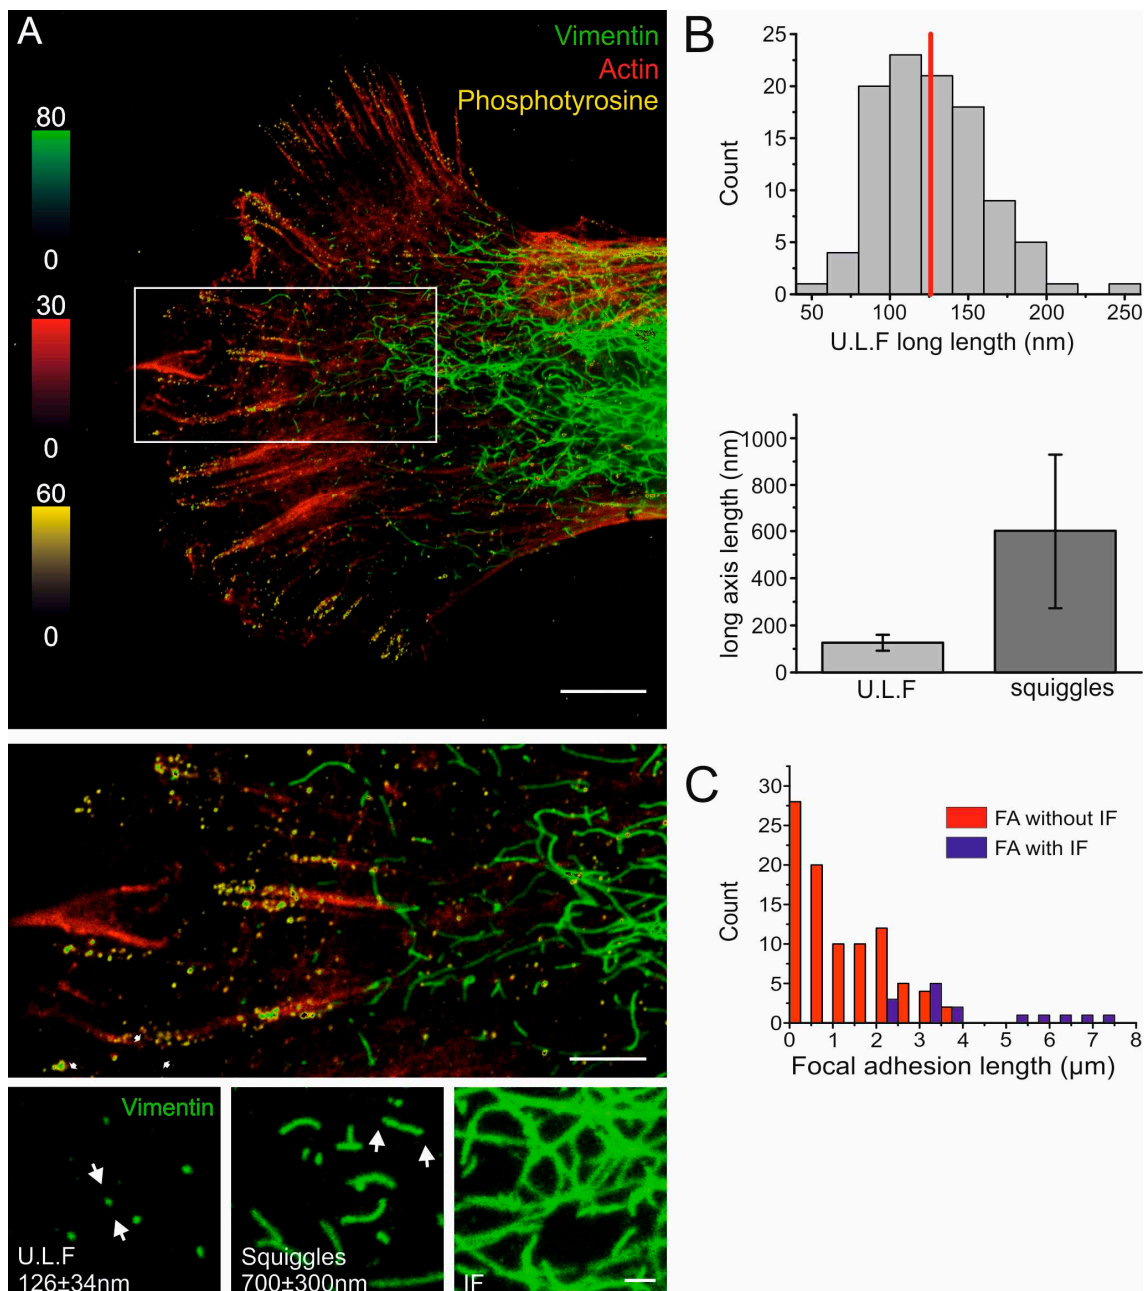 A
Vimentin
Actin
Phosphotyrosine
80
0
30
0
60
0
Vimentin
U.L.F
126±34nm
Squiggles
700±300nm
IF
B
25
20
15
10
5
0
Count
50 100 150 200 250
U.L.F long length (nm)
1000
800
600
400
200
0
long axis length (nm)
U.L.F squiggles
C
30
25
20
15
10
5
0
Count
FA without IF
FA with IF
0 1 2 3 4 5 6 7 8
Focal adhesion length (µm)